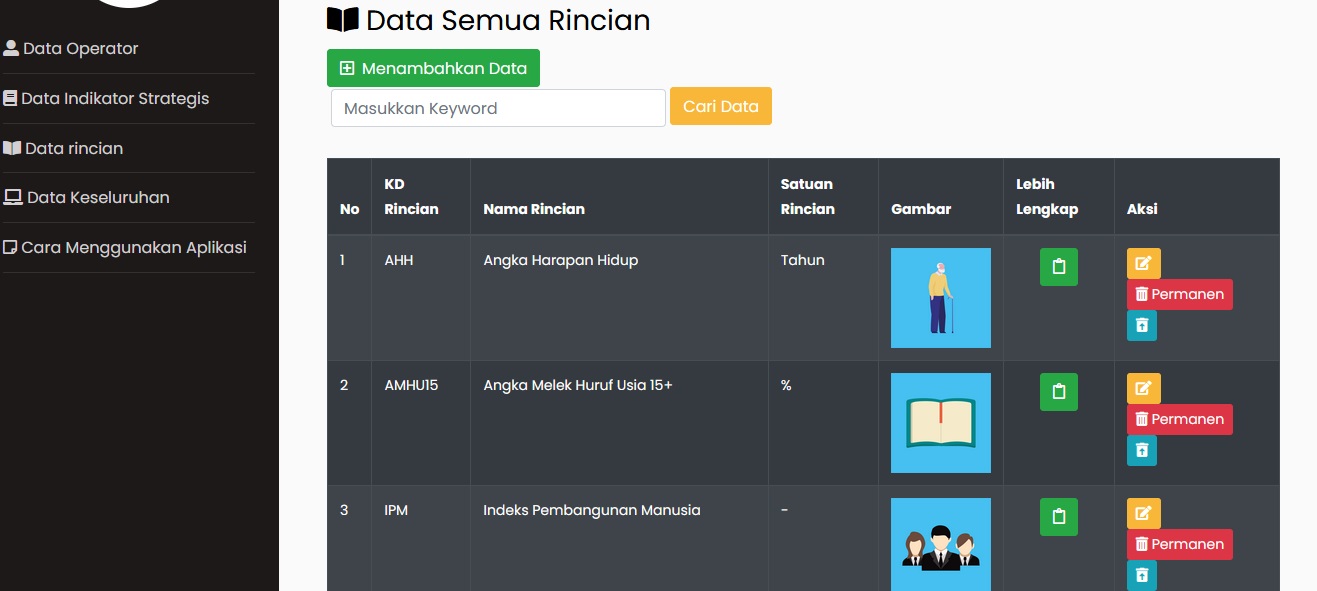 Data Operator
Data Indikator Strategis
Data rincian
Data Keseluruhan
Cara Menggunakan Aplikasi
Data Semua Rincian
Menambahkan Data
Masukkan Keyword
Cari Data
No
KD Rincian
Nama Rincian
Satuan Rincian
Gambar
Lebih Lengkap
Aksi
1 AHH Angka Harapan Hidup Tahun
Permanen
2 AMHU15 Angka Melek Huruf Usia 15+ %
Permanen
3 IPM Indeks Pembangunan Manusia -
Permanen